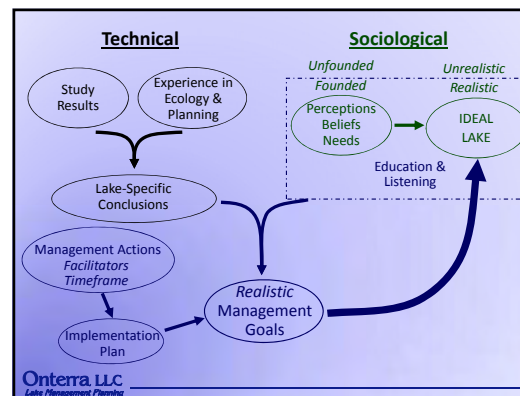 Technical
Sociological
Unfounded
Unrealistic
Founded
Realistic
Study
Results
Experience in
Ecology &
Planning
Perceptions
Beliefs
Needs
IDEAL
LAKE
Education &
Listening
Lake-Specific
Conclusions
Management Actions
Facilitators
Timeframe
Realistic
Management
Goals
Implementation
Plan
Onterra LLC
Lake Management Planning